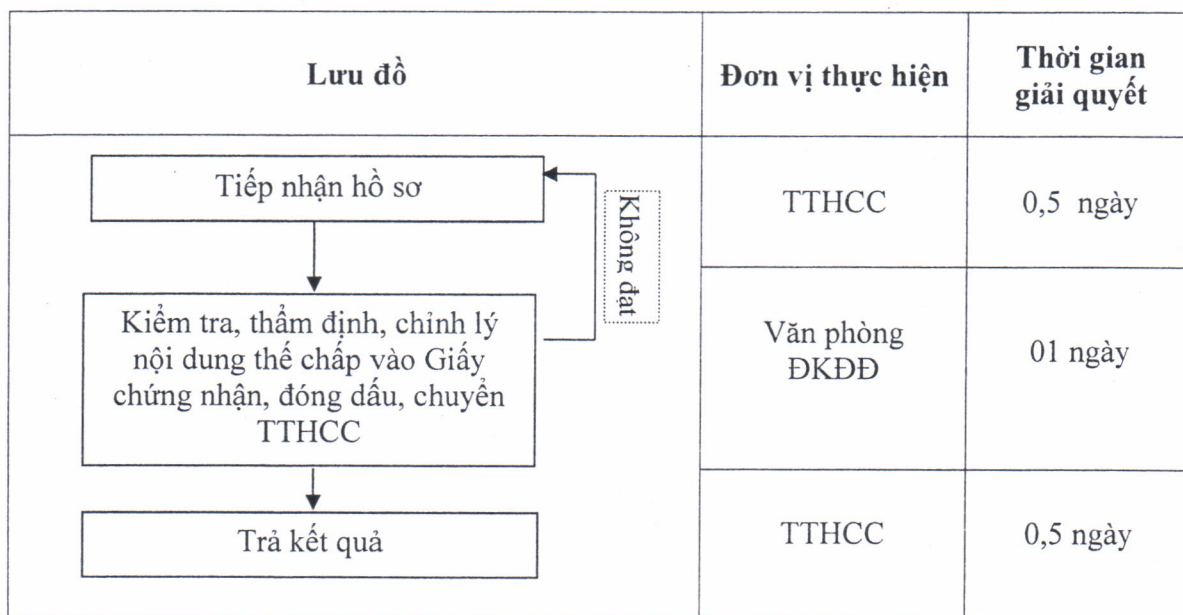 Lưu đồ
Đơn vị thực hiện
Thời gian
giải quyết
Tiếp nhận hồ sơ
TTHCC
0,5 ngày
Không đạt
Kiểm tra, thẩm định, chỉnh lý
nội dung thế chấp vào Giấy
chứng nhận, đóng dấu, chuyển
TTHCC
Văn phòng
ĐKĐĐ
01 ngày
Trả kết quả
TTHCC
0,5 ngày